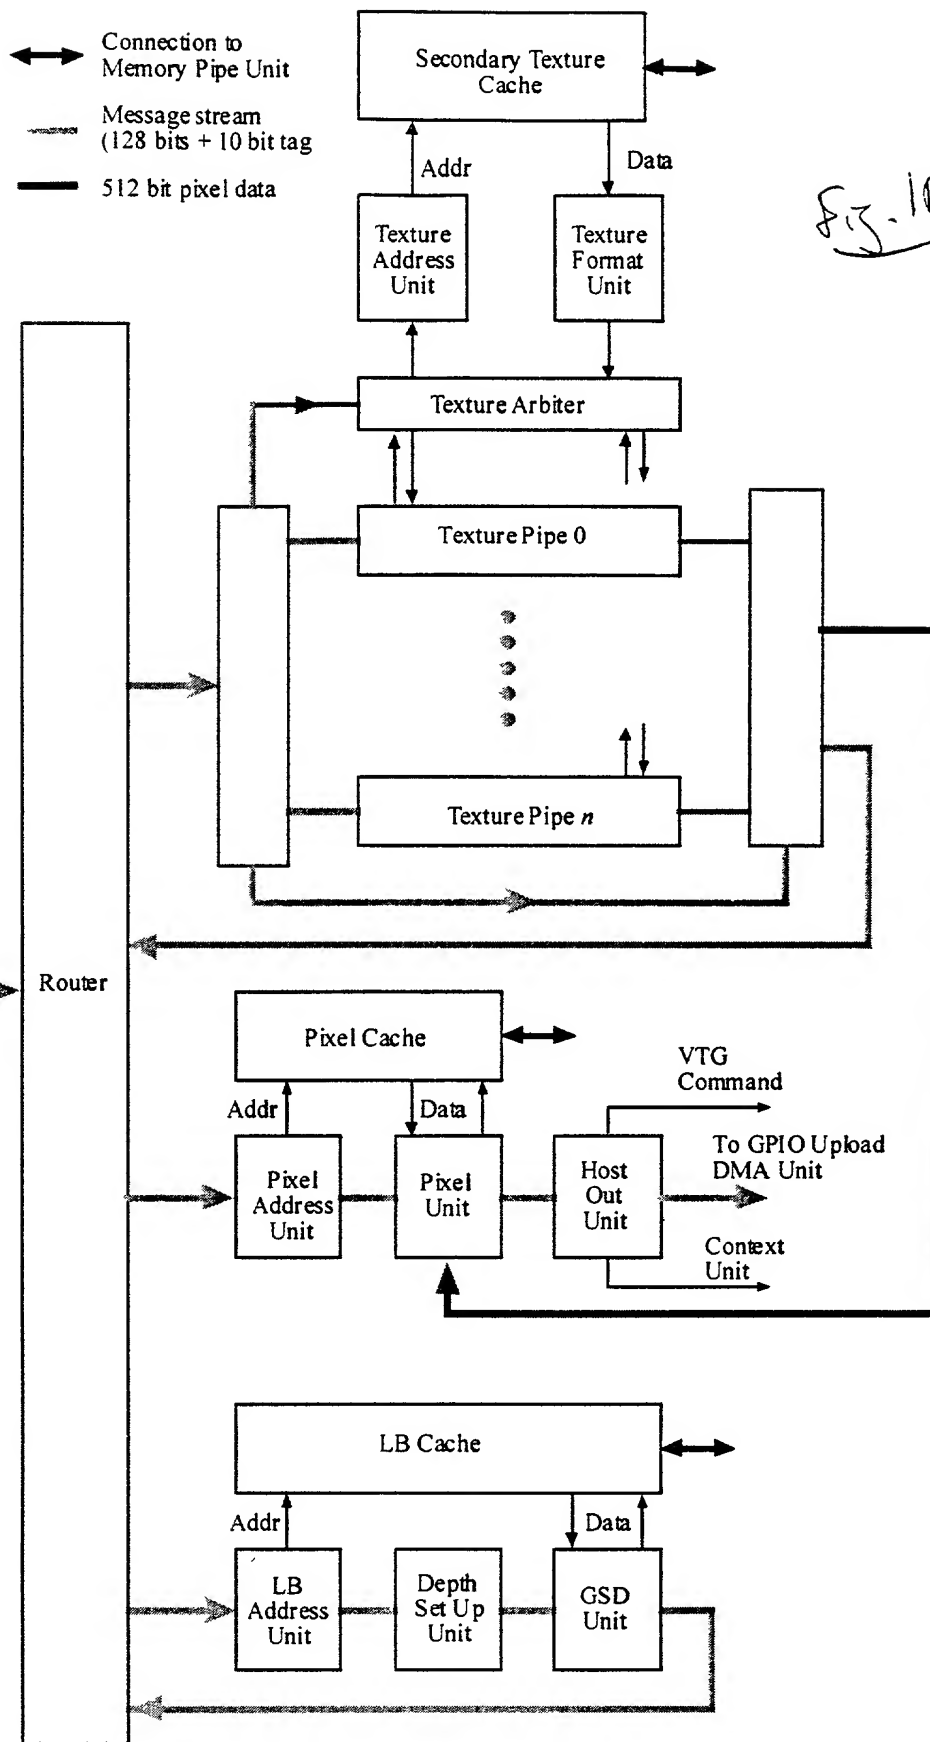 Connection to
Memory Pipe Unit
Message stream
(128 bits + 10 bit tag
512 bit pixel data
Secondary Texture
Cache
Addr
Data
Texture
Address
Unit
Texture
Format
Unit
Fig. 10
Texture Arbiter
Texture Pipe 0
Texture Pipe n
Router
Pixel Cache
Addr
Data
Pixel
Address
Unit
Pixel
Unit
Host
Out
Unit
VTG
Command
To GPIO Upload
DMA Unit
Context
Unit
LB Cache
Addr
Data
LB
Address
Unit
Depth
Set Up
Unit
GSD
Unit